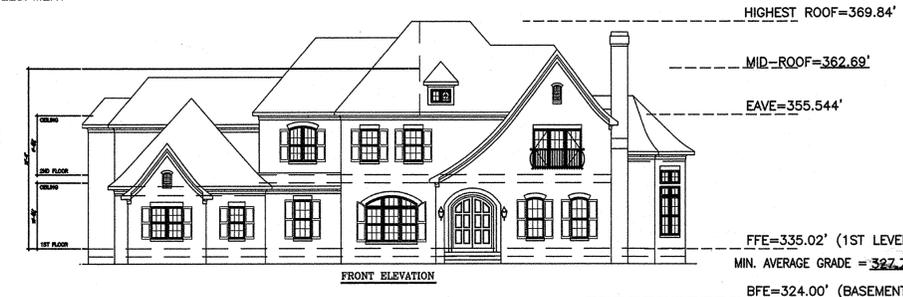 HIGHEST ROOF=369.84'
MID-ROOF=362.69'
EAVE=355.544'
CEILING
2ND FLOOR
CEILING
1ST FLOOR
FFE=335.02' (1ST LEVE
MIN. AVERAGE GRADE =
FRONT ELEVATION
BFE=324.00' (BASEMENT